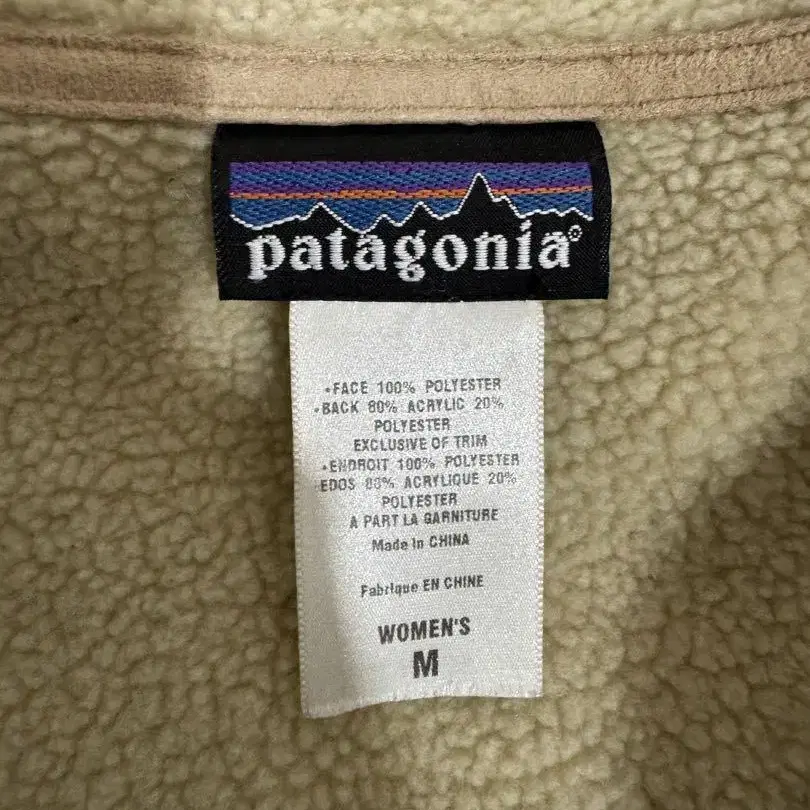 patagonia®
•FACE 100% POLYESTER
•BACK 80% ACRYLIC 20%
POLYESTER
EXCLUSIVE OF TRIM
•ENDROIT 100% POLYESTER
EDOS 80% ACRYLIQUE 20%
POLYESTER
A PART LA GARNITURE
Made in CHINA
Fabrique EN CHINE
WOMEN'S
M